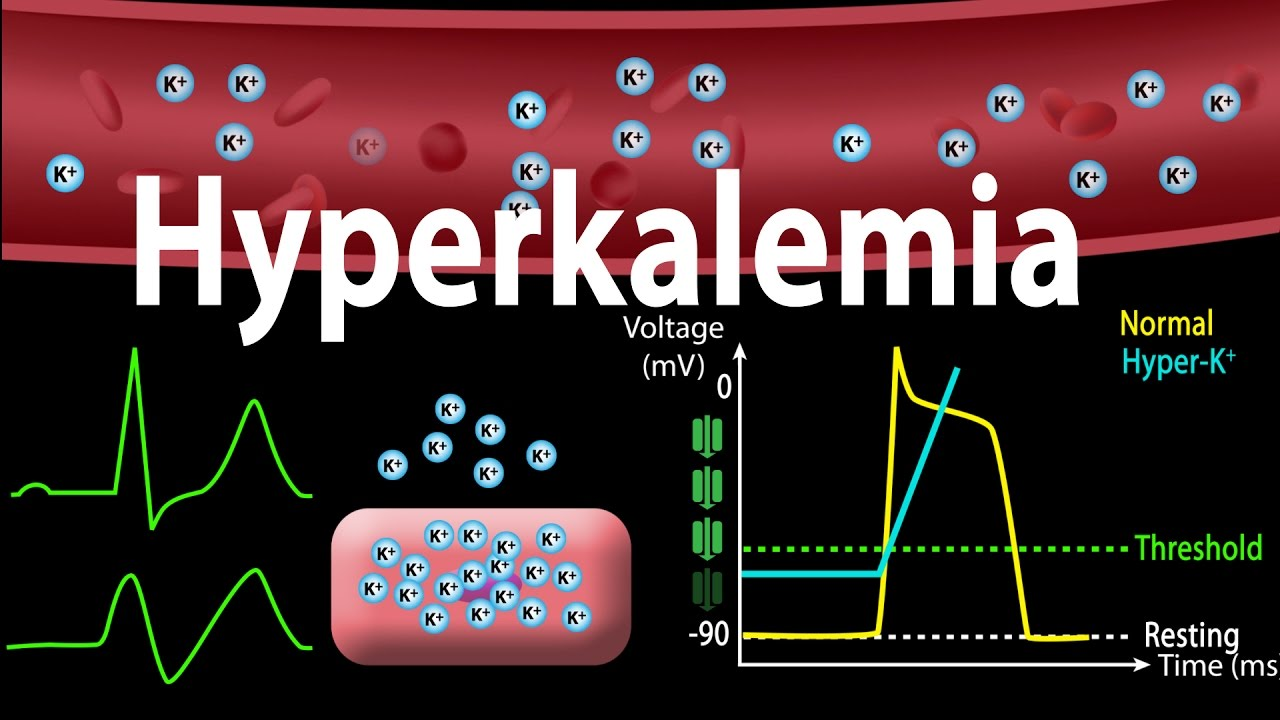 K+ K+ K+ K+ K+ K+ K+
K+ K+ K+ K+ K+ K+ K+
K+ K+ K+ K+
K+
Hyperkalemia
Voltage
(mV)
0
Normal
Hyper-K+
K+
K+
K+
K+
K+
K+
K+ K+ K+ K+
K+ K+ K+ K+ K+ K+
K+ K+ K+ K+
K+ K+ K+ K+
Threshold
-90
Resting
Time (ms)